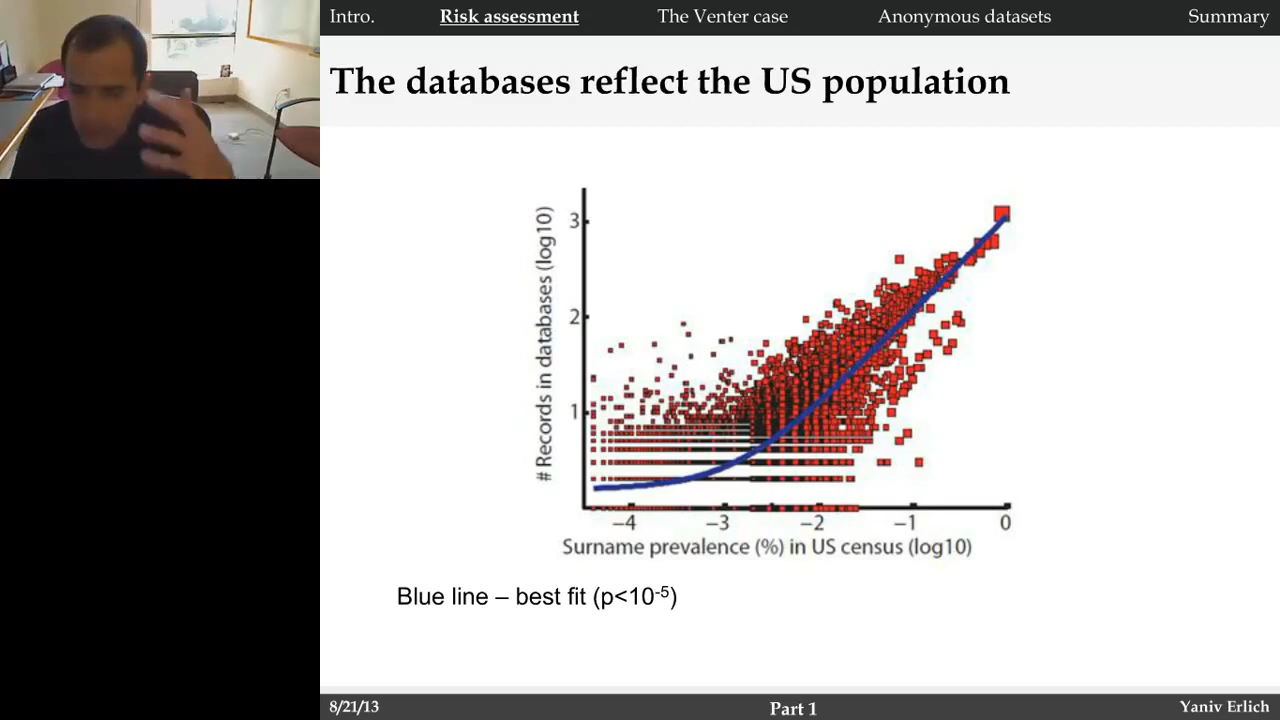 Intro. Risk assessment The Venter case Anonymous datasets Summary
The databases reflect the US population
# Records in databases (log10)
3
2
1
−4 −3 −2 −1 0
Surname prevalence (%) in US census (log10)
Blue line – best fit (p<10-5)
8/21/13 Part 1 Yaniv Erlich